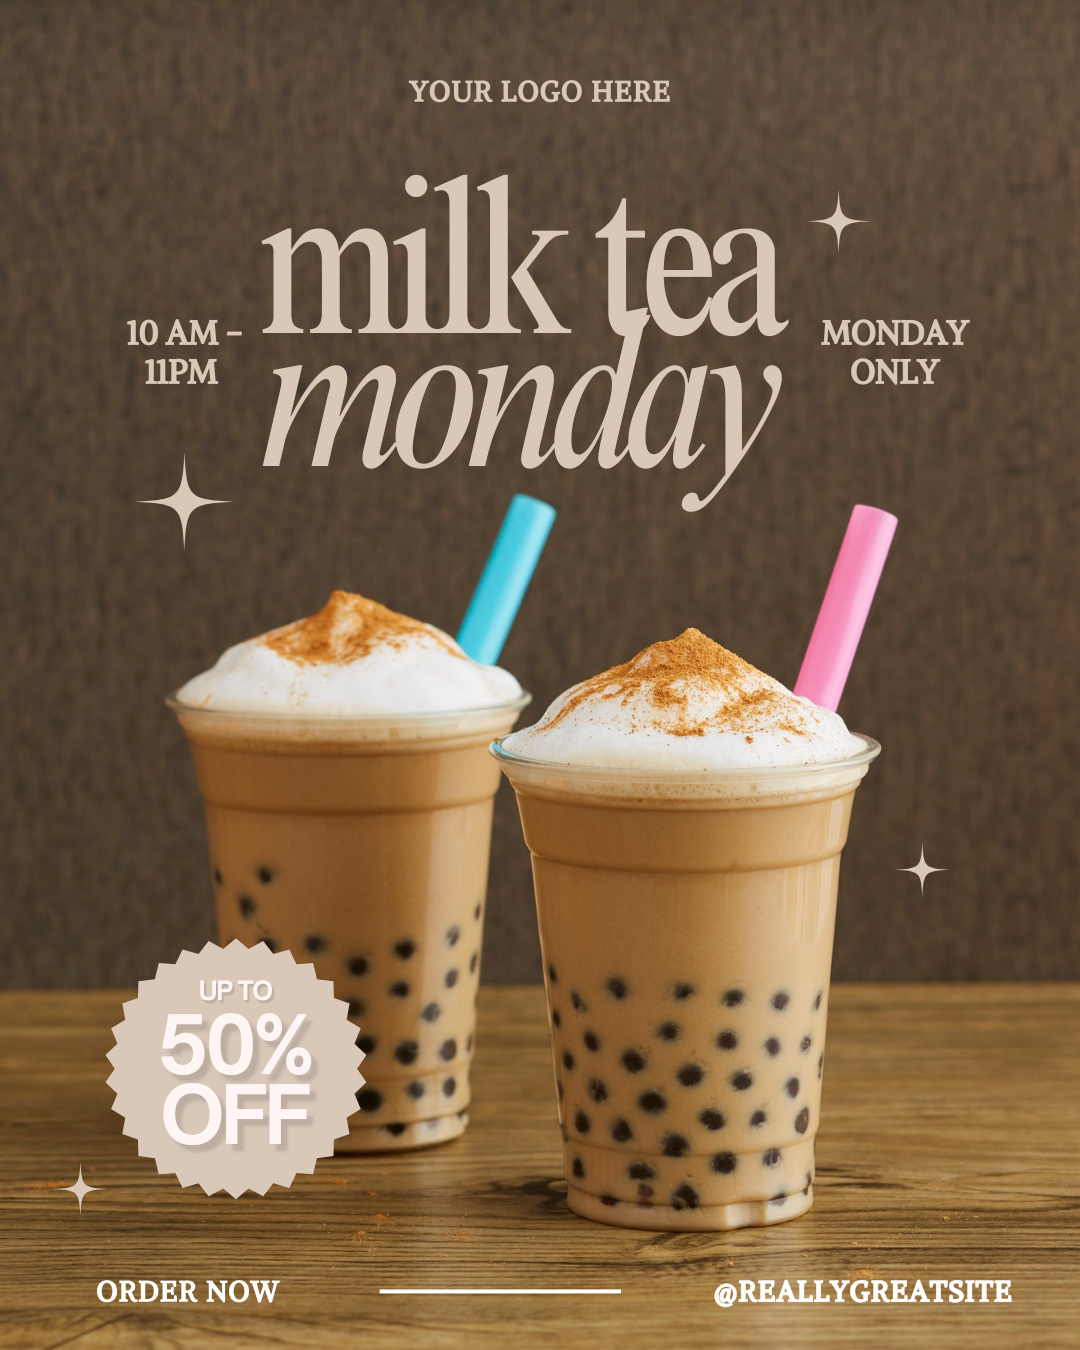 YOUR LOGO HERE
milk tea
monday
10 AM –
11PM
MONDAY
ONLY
UP TO
50%
OFF
ORDER NOW
@REALLYGREATSITE